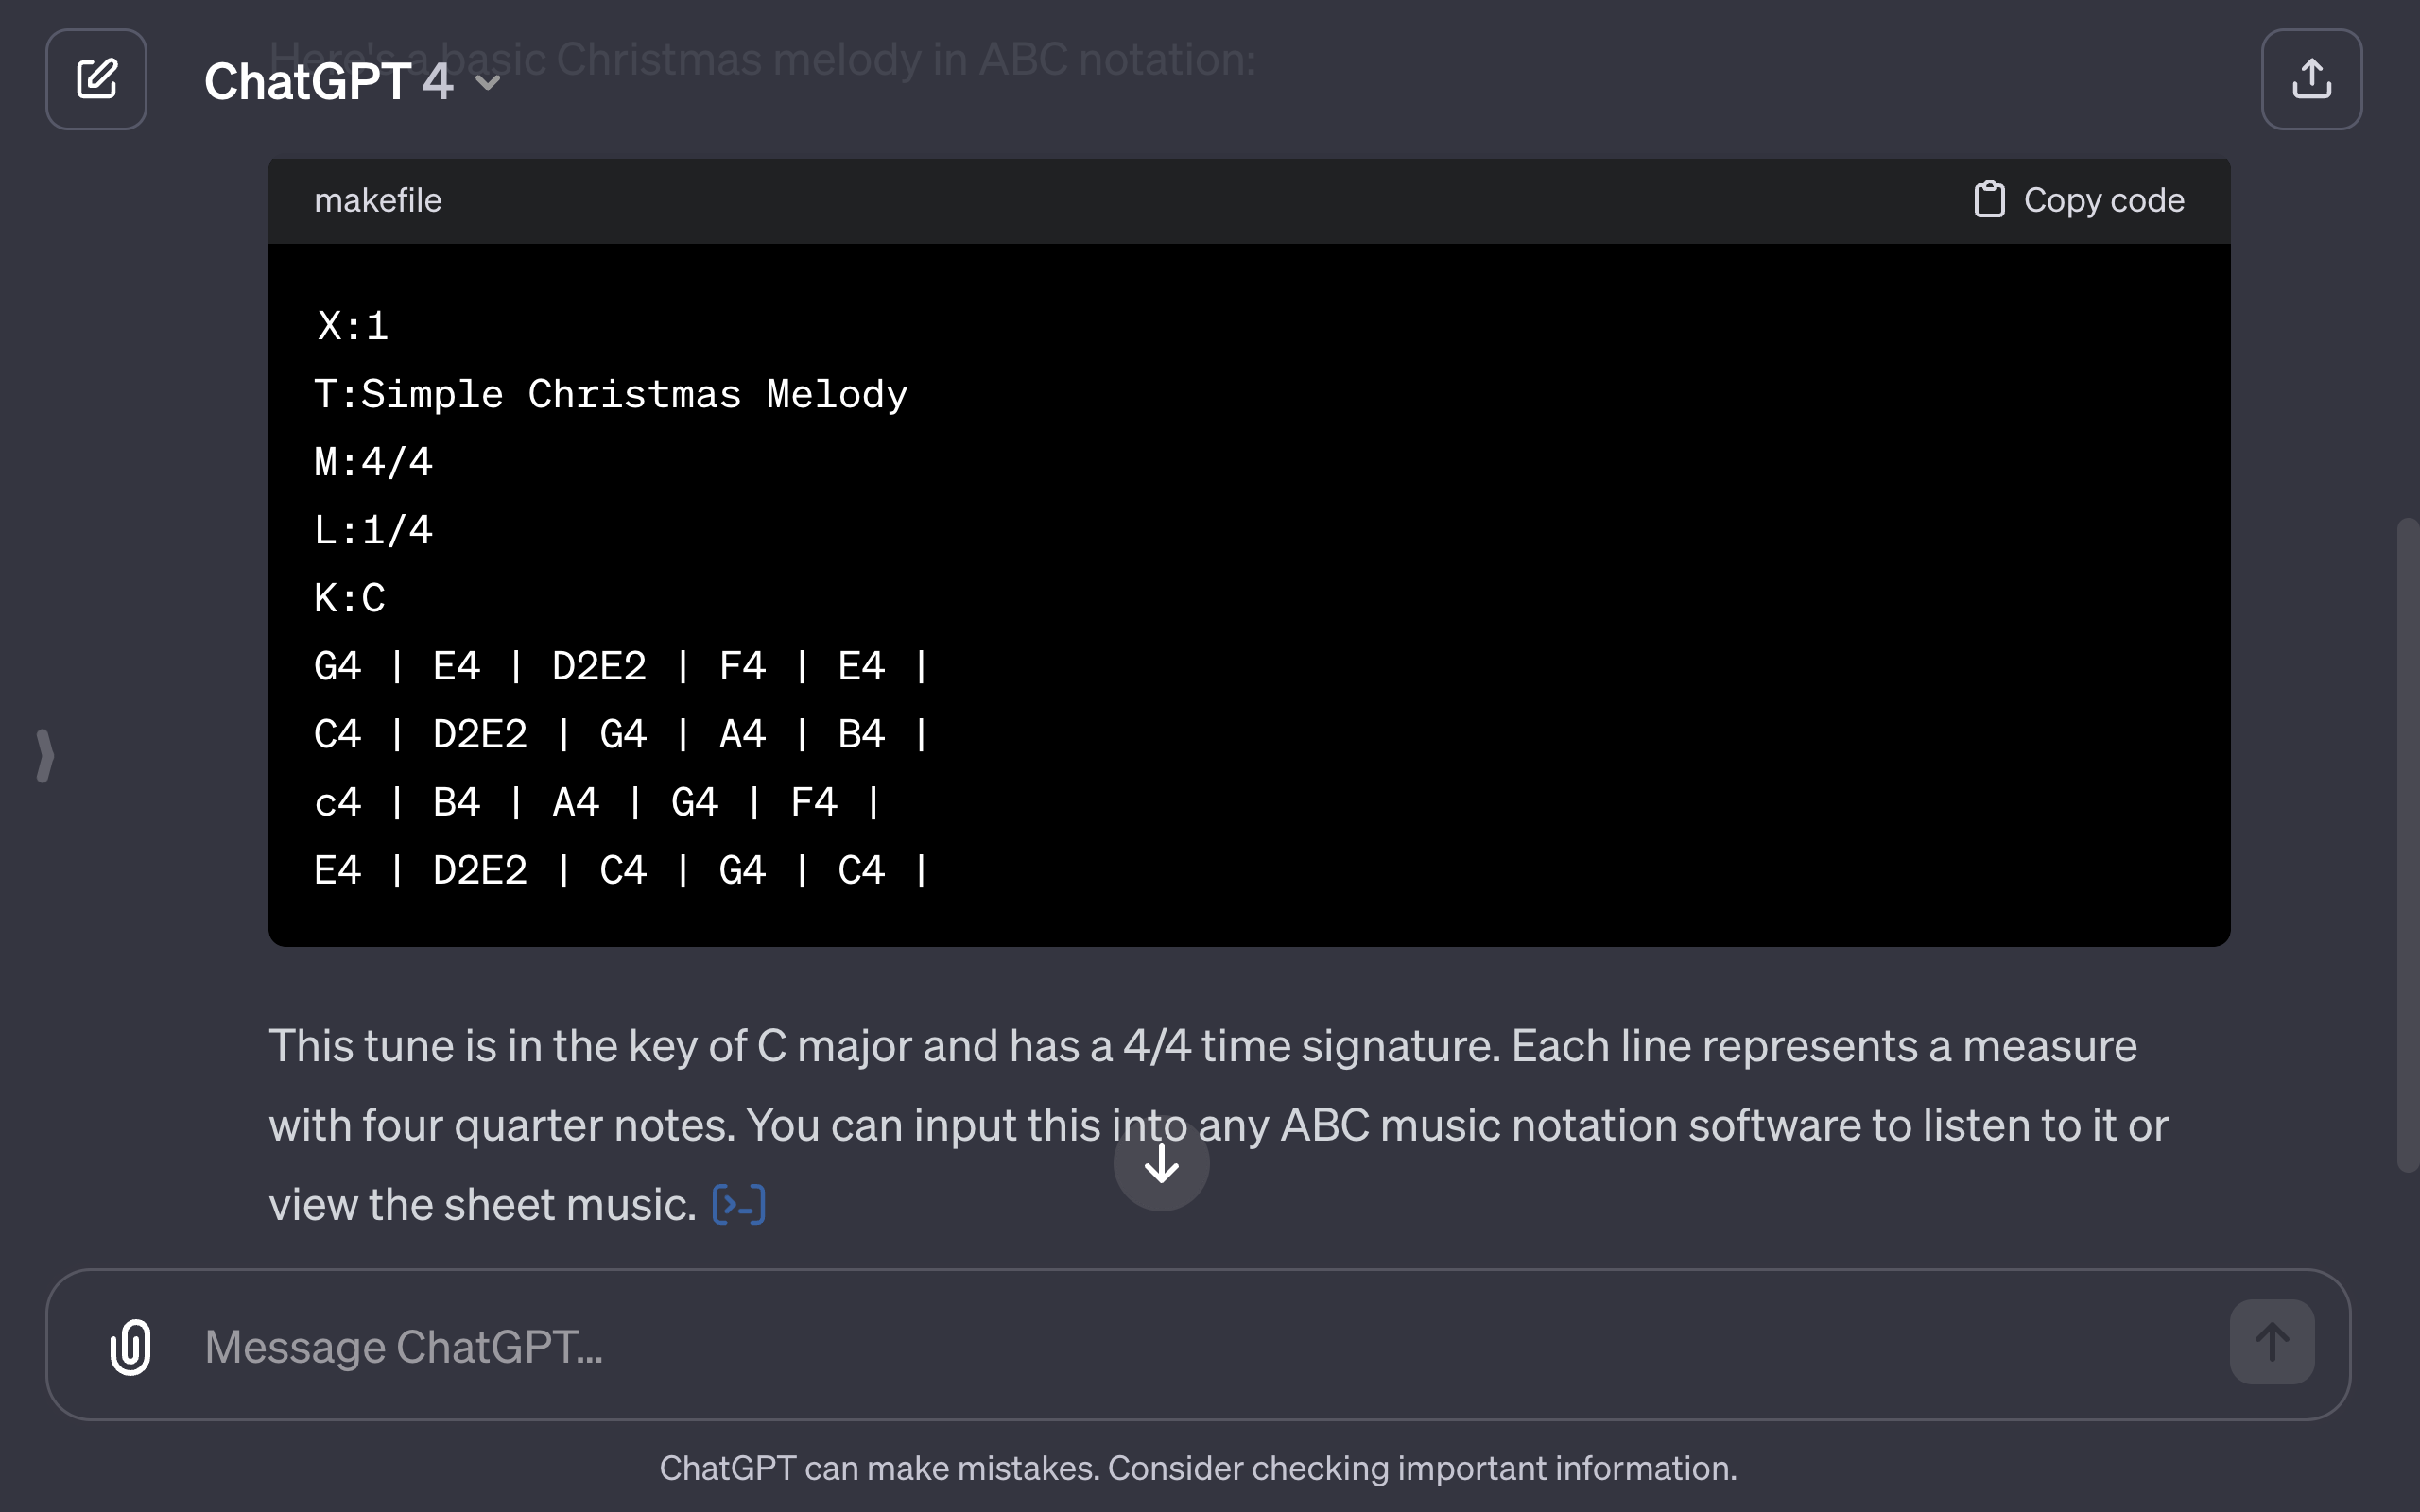 Here's a basic Christmas melody in ABC notation:
ChatGPT 4
makefile
Copy code
X:1
T:Simple Christmas Melody
M:4/4
L:1/4
K:C
G4 | E4 | D2E2 | F4 | E4 |
C4 | D2E2 | G4 | A4 | B4 |
c4 | B4 | A4 | G4 | F4 |
E4 | D2E2 | C4 | G4 | C4 |
This tune is in the key of C major and has a 4/4 time signature. Each line represents a measure
with four quarter notes. You can input this into any ABC music notation software to listen to it or
view the sheet music. [>_]
Message ChatGPT...
ChatGPT can make mistakes. Consider checking important information.